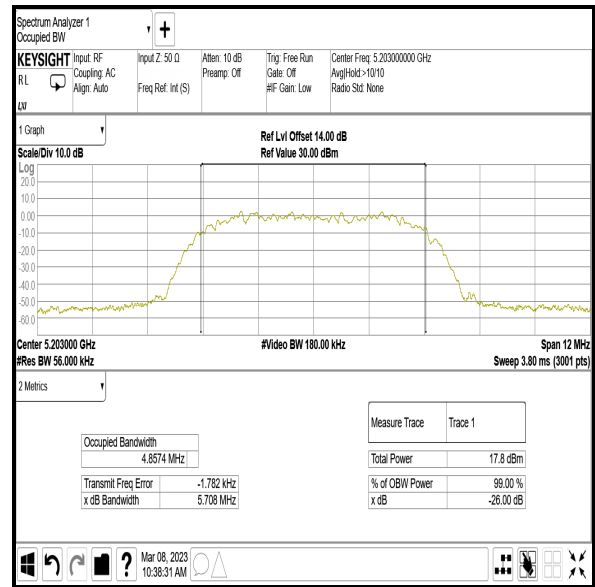 Spectrum Analyzer 1
Occupied BW
KEYSIGHT
RL
LXI
Input: RF
Coupling: AC
Align: Auto
Input Z: 50 Ω
Freq Ref: Int (S)
Atten: 10 dB
Preamp: Off
Trig: Free Run
Gate: Off
#IF Gain: Low
Center Freq: 5.203000000 GHz
Avg|Hold:>10/10
Radio Std: None
1 Graph
Scale/Div 10.0 dB
Ref Lvl Offset 14.00 dB
Ref Value 30.00 dBm
Log
20.0
10.0
0.00
-10.0
-20.0
-30.0
-40.0
-50.0
-60.0
Center 5.203000 GHz
#Res BW 56.000 kHz
#Video BW 180.00 kHz
Span 12 MHz
Sweep 3.80 ms (3001 pts)
2 Metrics
Occupied Bandwidth
4.8574 MHz
Transmit Freq Error -1.782 kHz
x dB Bandwidth 5.708 MHz
Measure Trace Trace 1
Total Power 17.8 dBm
% of OBW Power 99.00 %
x dB -26.00 dB
?
Mar 08, 2023
10:38:31 AM